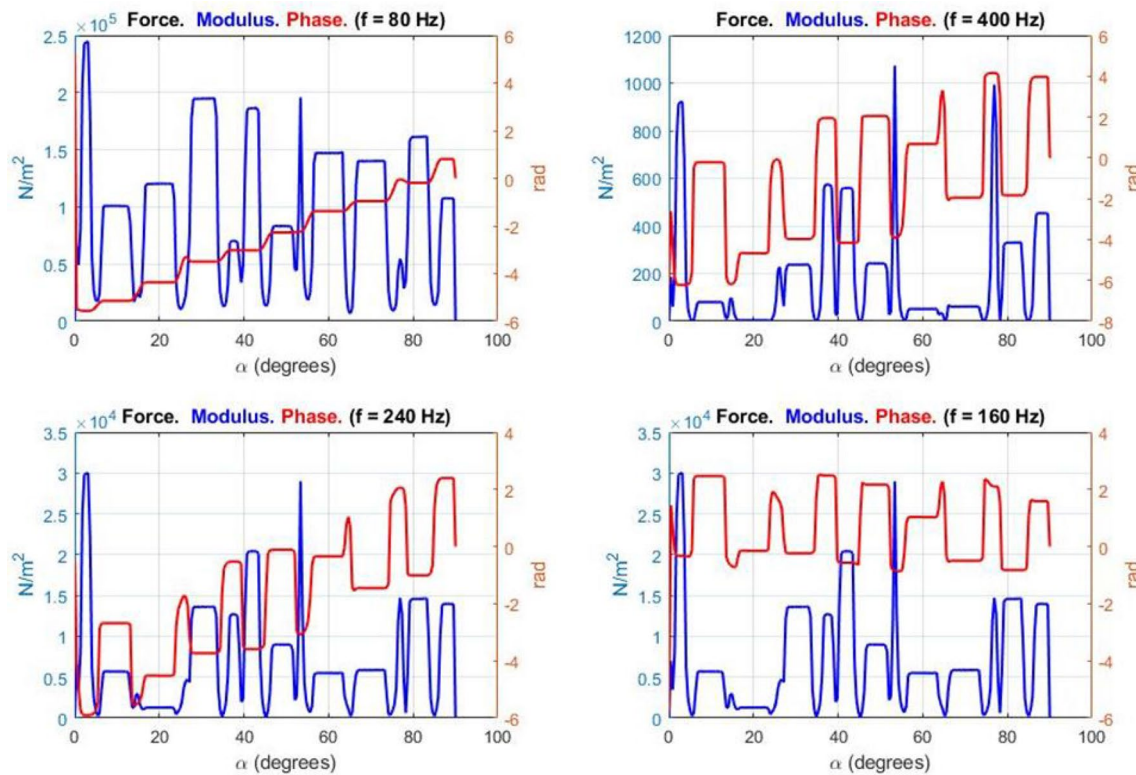 Force. Modulus. Phase. (f = 80 Hz)
×10^5
2.5
2
1.5
1
0.5
0
N/m^2
6
4
2
0
-2
-4
-6
rad
0 20 40 60 80 100
α (degrees)
Force. Modulus. Phase. (f = 400 Hz)
1200
1000
800
600
400
200
0
N/m^2
6
4
2
0
-2
-4
-6
-8
rad
0 20 40 60 80 100
α (degrees)
Force. Modulus. Phase. (f = 240 Hz)
×10^4
3.5
3
2.5
2
1.5
1
0.5
0
N/m^2
4
2
0
-2
-4
-6
rad
0 20 40 60 80 100
α (degrees)
Force. Modulus. Phase. (f = 160 Hz)
×10^4
3.5
3
2.5
2
1.5
1
0.5
0
N/m^2
4
2
0
-2
-4
-6
rad
0 20 40 60 80 100
α (degrees)